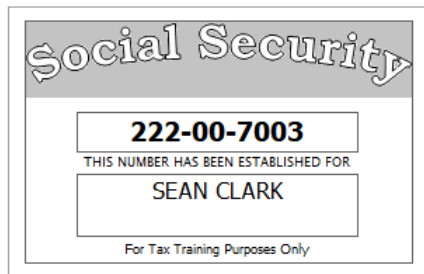 Social Security
222-00-7003
THIS NUMBER HAS BEEN ESTABLISHED FOR
SEAN CLARK
For Tax Training Purposes Only